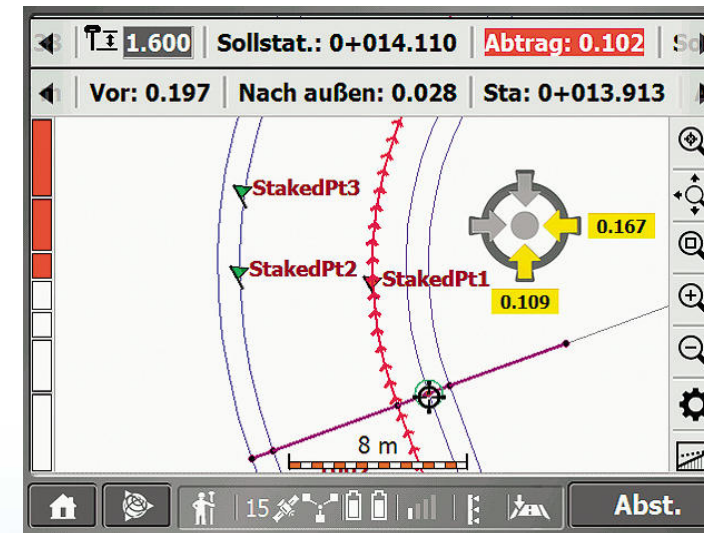 1.600 Sollstat.: 0+014.110 Abtrag: 0.102
Vor: 0.197 Nach außen: 0.028 Sta: 0+013.913
StakedPt3
0.167
StakedPt2
StakedPt1
0.109
8 m
15
Abst.